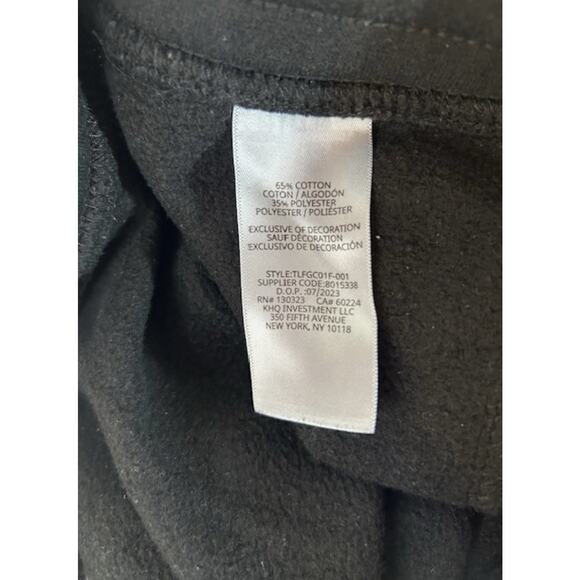 65% COTTON
COTON / ALGODÓN
35% POLYESTER
POLYESTER / POLIÉSTER
EXCLUSIVE OF DECORATION
SAUF DÉCORATION
EXCLUSIVO DE DECORACIÓN
STYLE:TLFGC01F-001
SUPPLIER CODE:8015338
D.O.P. :07/2023
RN# 130323 CA# 60224
KHQ INVESTMENT LLC
350 FIFTH AVENUE
NEW YORK, NY 10118